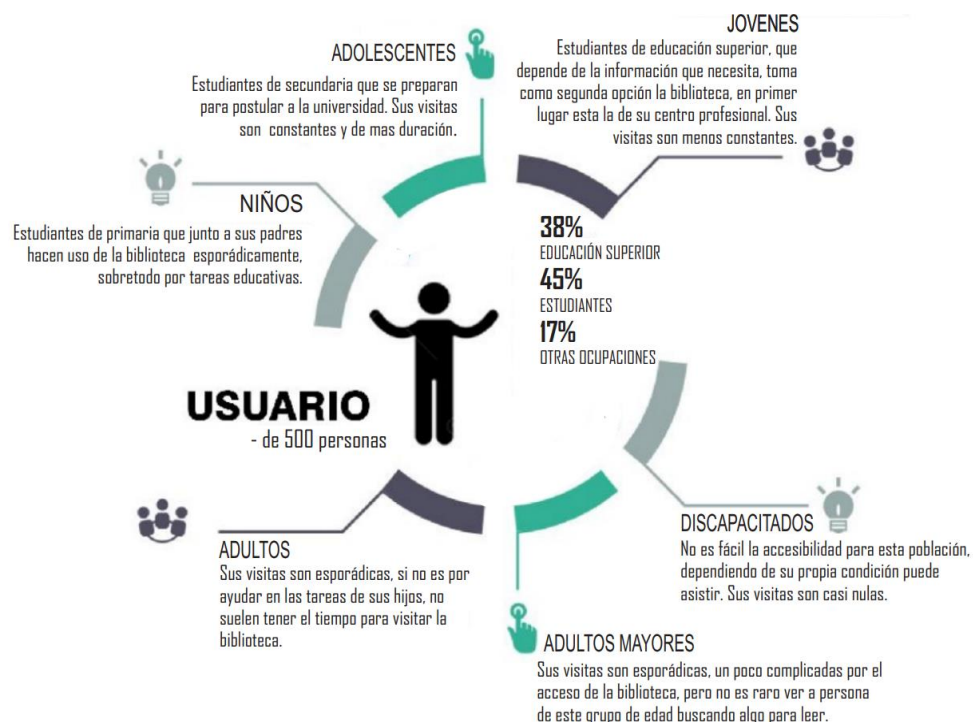 JOVENES
Estudiantes de educación superior, que
depende de la información que necesita, toma
como segunda opción la biblioteca, en primer
lugar esta la de su centro profesional. Sus
visitas son menos constantes.
ADOLESCENTES
Estudiantes de secundaria que se preparan
para postular a la universidad. Sus visitas
son constantes y de mas duración.
NIÑOS
Estudiantes de primaria que junto a sus padres
hacen uso de la biblioteca esporádicamente,
sobretodo por tareas educativas.
38%
EDUCACIÓN SUPERIOR
45%
ESTUDIANTES
17%
OTRAS OCUPACIONES
USUARIO
- de 500 personas
ADULTOS
Sus visitas son esporádicas, si no es por
ayudar en las tareas de sus hijos, no
suelen tener el tiempo para visitar la
biblioteca.
DISCAPACITADOS
No es fácil la accesibilidad para esta población,
dependiendo de su propia condición puede
asistir. Sus visitas son casi nulas.
ADULTOS MAYORES
Sus visitas son esporádicas, un poco complicadas por el
acceso de la biblioteca, pero no es raro ver a persona
de este grupo de edad buscando algo para leer.